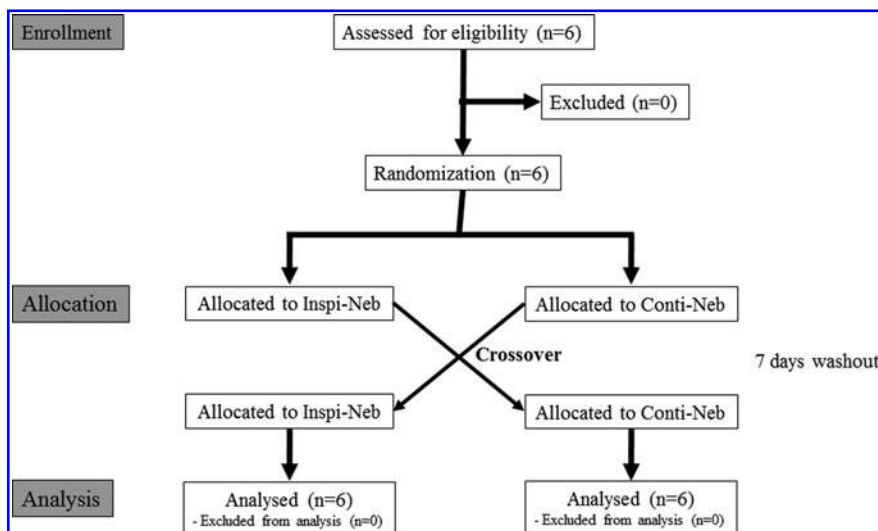 Enrollment
Assessed for eligibility (n=6)
Excluded (n=0)
Randomization (n=6)
Allocation
Allocated to Inspi-Neb
Allocated to Conti-Neb
Crossover
7 days washout
Allocated to Inspi-Neb
Allocated to Conti-Neb
Analysis
Analysed (n=6)
- Excluded from analysis (n=0)
Analysed (n=6)
- Excluded from analysis (n=0)